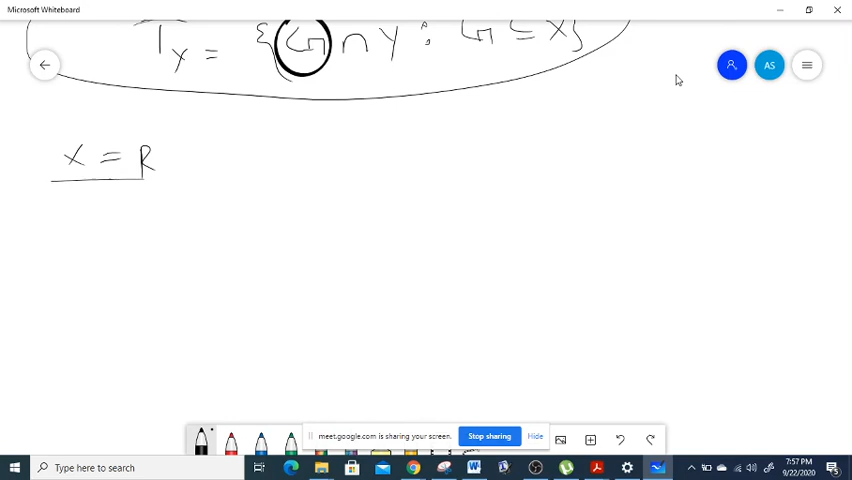 Microsoft Whiteboard
T_Y = {G ∩ Y : G ⊆ X}
AS
X = R
meet.google.com is sharing your screen.
Stop sharing
Hide
Type here to search
7:57 PM
9/22/2020
5